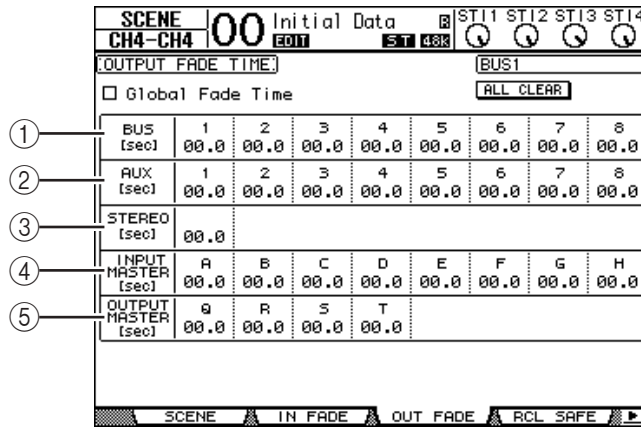 SCENE
CH4-CH4
00 Initial Data R
EDIT ST 48K
STI1 STI2 STI3 STI4
OUTPUT FADE TIME: BUS1
Global Fade Time ALL CLEAR
① BUS [sec] 1 2 3 4 5 6 7 8
00.0 00.0 00.0 00.0 00.0 00.0 00.0 00.0
② AUX [sec] 1 2 3 4 5 6 7 8
00.0 00.0 00.0 00.0 00.0 00.0 00.0 00.0
③ STEREO [sec]
00.0
④ INPUT MASTER [sec] A B C D E F G H
00.0 00.0 00.0 00.0 00.0 00.0 00.0 00.0
⑤ OUTPUT MASTER [sec] Q R S T
00.0 00.0 00.0 00.0
SCENE IN FADE OUT FADE RCL SAFE